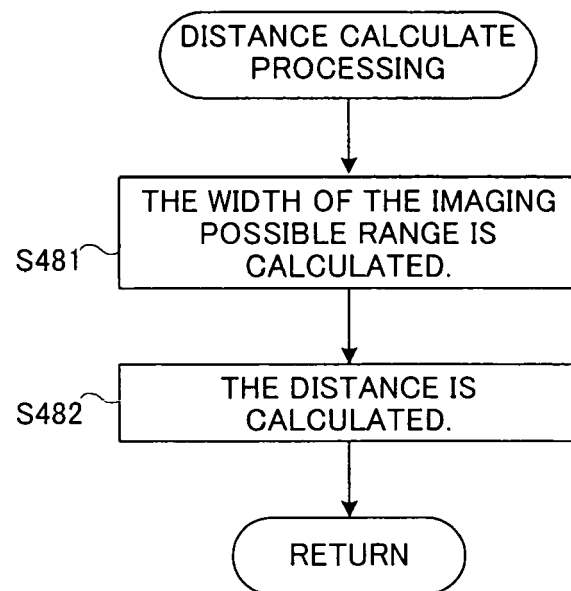 DISTANCE CALCULATE
PROCESSING
THE WIDTH OF THE IMAGING
POSSIBLE RANGE IS
CALCULATED.
S481
THE DISTANCE IS
CALCULATED.
S482
RETURN